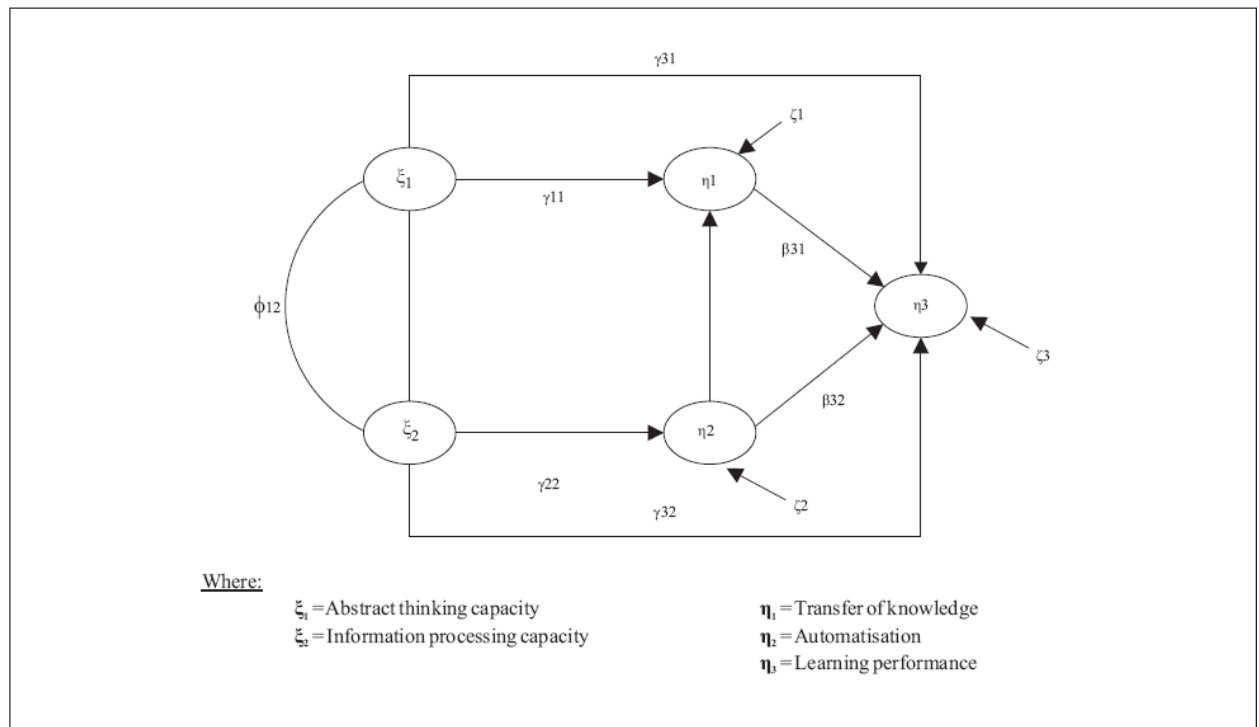 γ31
ζ1
ξ1
η1
γ11
β31
ϕ12
η3
ζ3
β32
ξ2
η2
γ22
ζ2
γ32
Where:
ξ1 =Abstract thinking capacity
η1 =Transfer of knowledge
ξ2 =Information processing capacity
η2 =Automatisation
η3 =Learning performance